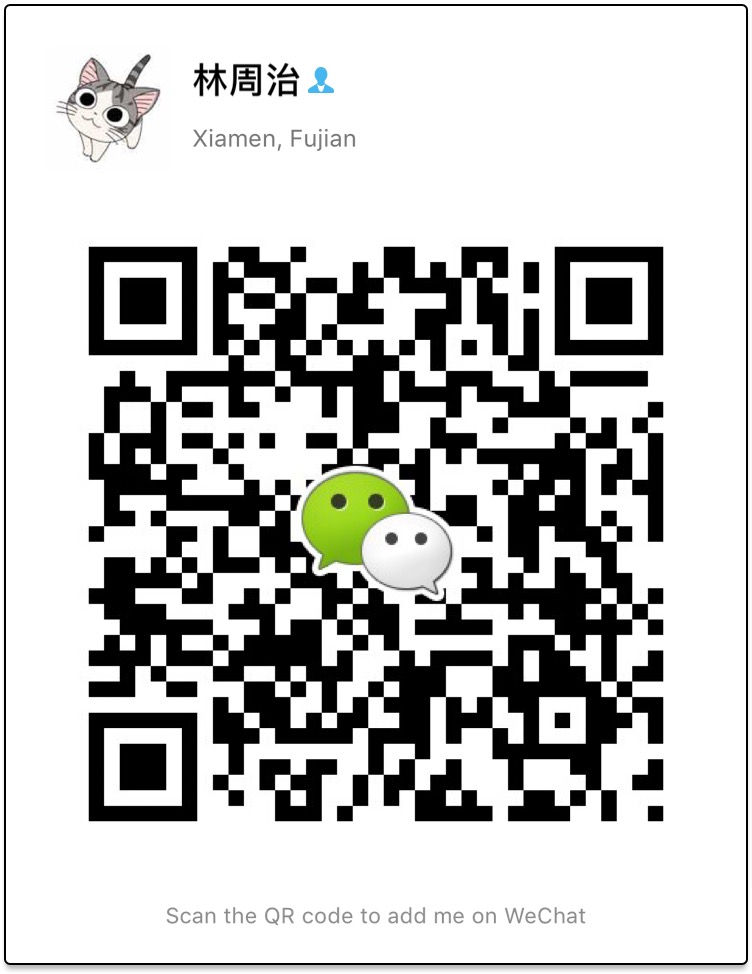 林周治
Xiamen, Fujian
Scan the QR code to add me on WeChat